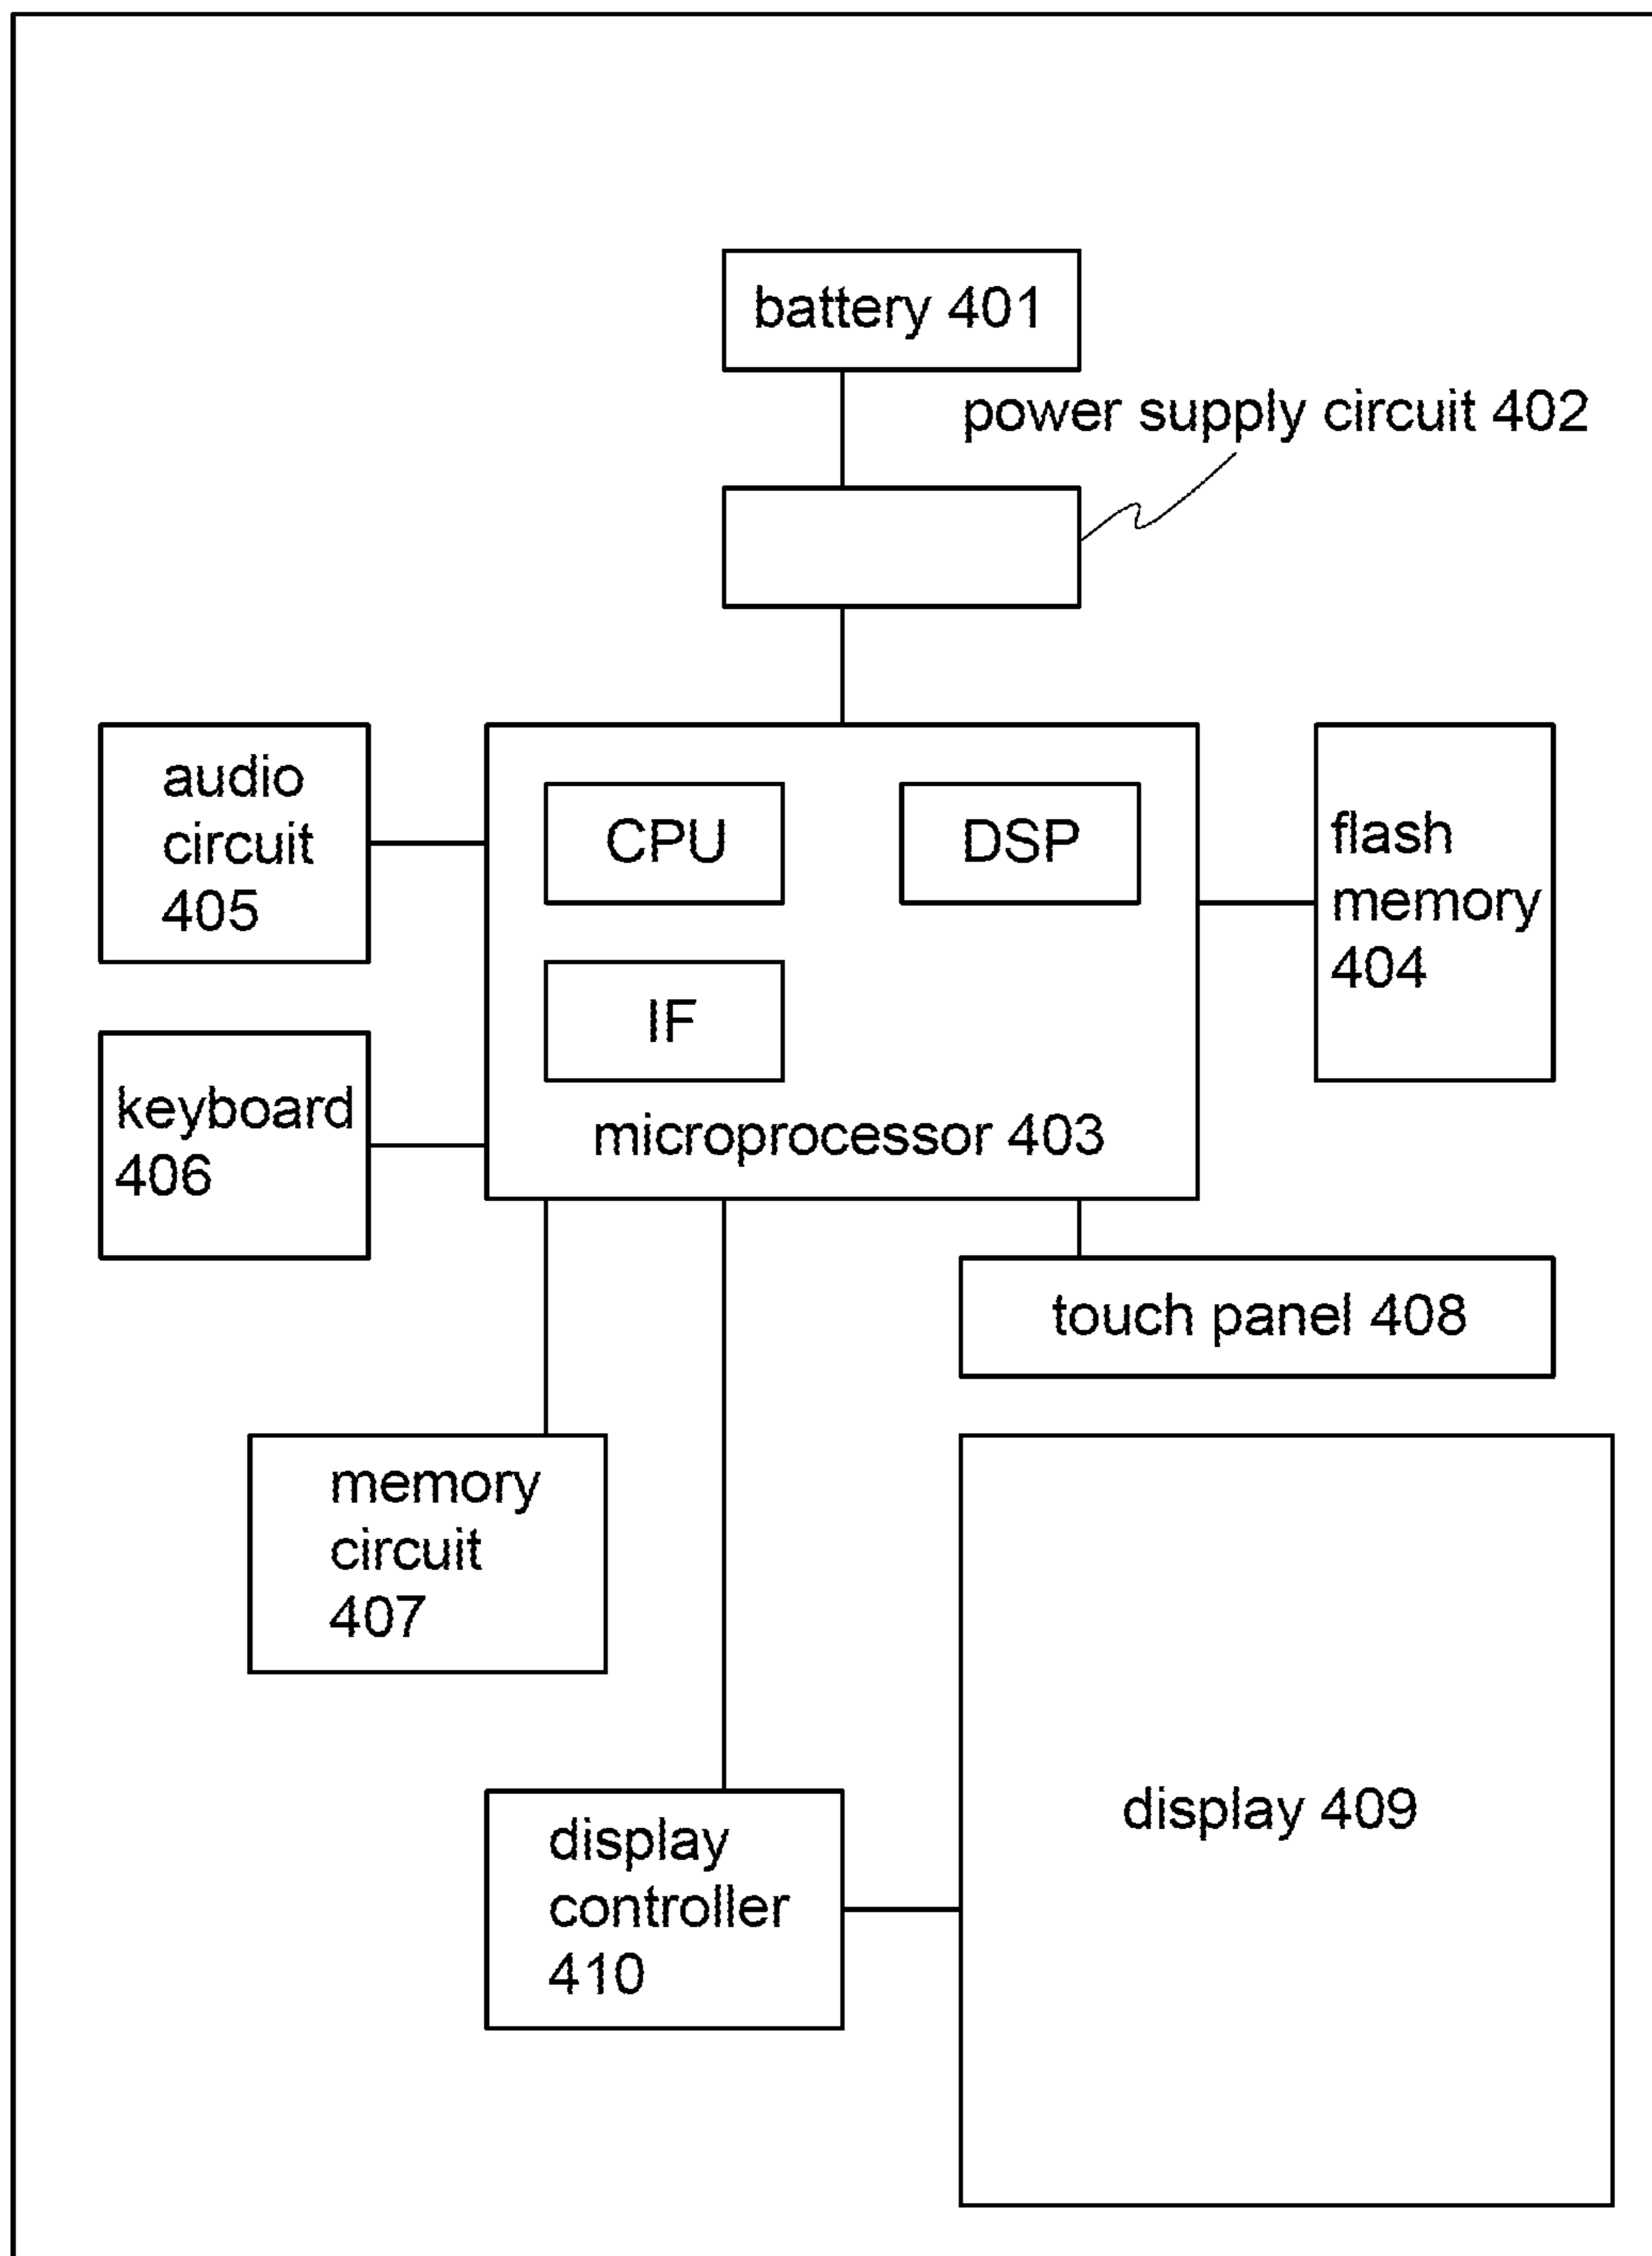 battery 401
power supply circuit 402
audio
circuit
405
CPU
DSP
flash
memory
404
IF
keyboard
406
microprocessor 403
touch panel 408
memory
circuit
407
display 409
display
controller
410